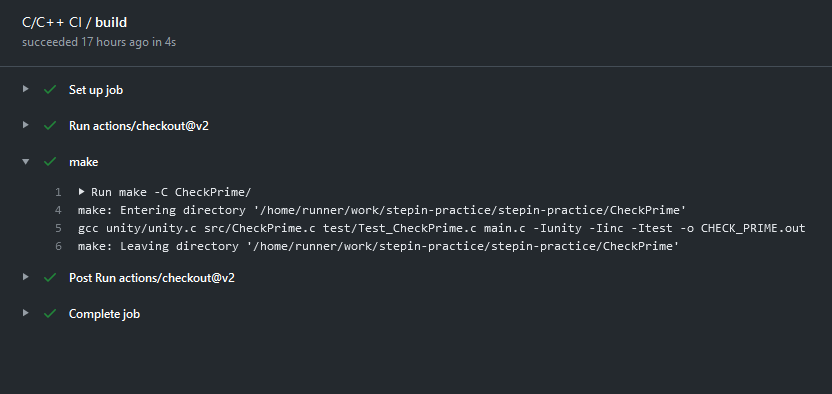 C/C++ CI / build
succeeded 17 hours ago in 4s
Set up job
Run actions/checkout@v2
make
1 Run make -C CheckPrime/
4 make: Entering directory '/home/runner/work/stepin-practice/stepin-practice/CheckPrime'
5 gcc unity/unity.c src/CheckPrime.c test/Test_CheckPrime.c main.c -Iunity -Iinc -Itest -o CHECK_PRIME.out
6 make: Leaving directory '/home/runner/work/stepin-practice/stepin-practice/CheckPrime'
Post Run actions/checkout@v2
Complete job